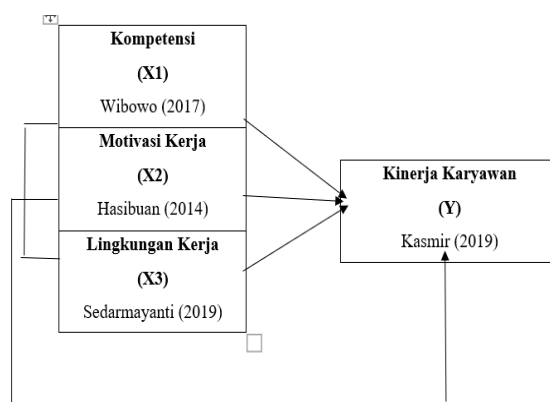 Kompetensi
(X1)
Wibowo (2017)
Motivasi Kerja
(X2)
Hasibuan (2014)
Lingkungan Kerja
(X3)
Sedarmayanti (2019)
Kinerja Karyawan
(Y)
Kasmir (2019)